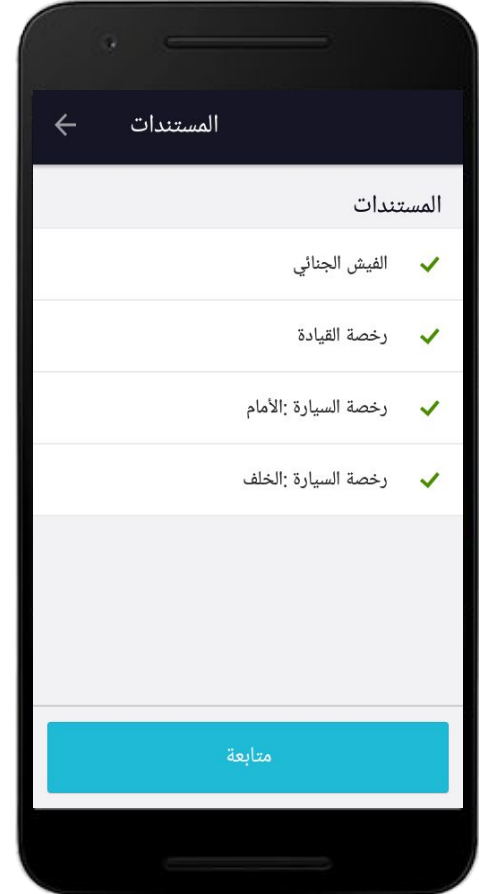 المستندات
المستندات
الفيش الجنائي
رخصة القيادة
رخصة السيارة :الأمام
رخصة السيارة :الخلف
متابعة